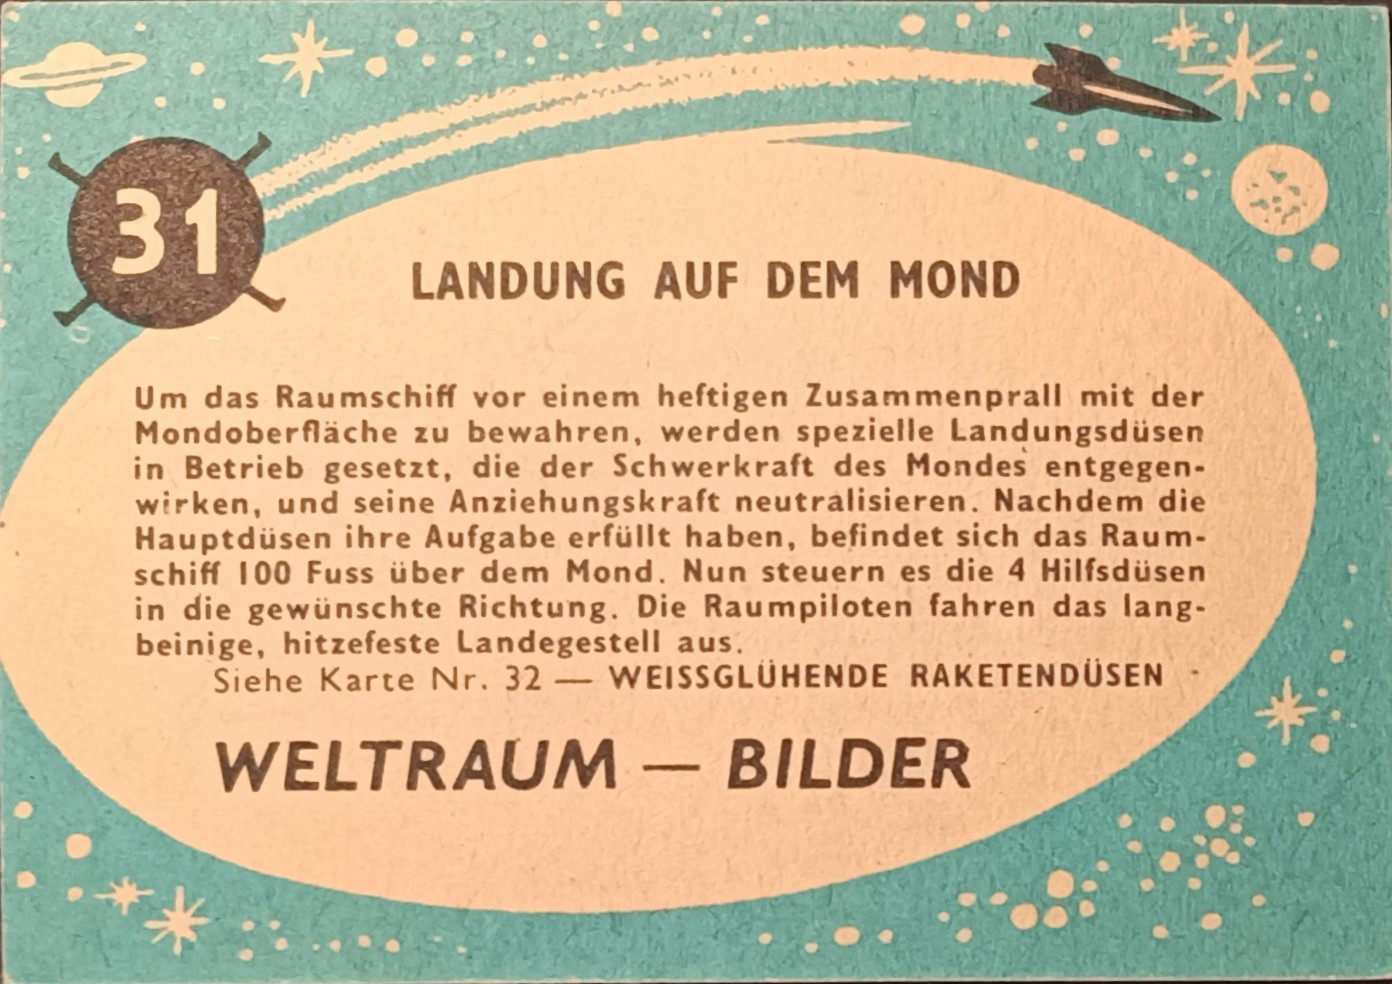 31
LANDUNG AUF DEM MOND
Um das Raumschiff vor einem heftigen Zusammenprall mit der
Mondoberfläche zu bewahren, werden spezielle Landungsdüsen
in Betrieb gesetzt, die der Schwerkraft des Mondes entgegen-
wirken, und seine Anziehungskraft neutralisieren. Nachdem die
Hauptdüsen ihre Aufgabe erfüllt haben, befindet sich das Raum-
schiff 100 Fuss über dem Mond. Nun steuern es die 4 Hilfsdüsen
in die gewünschte Richtung. Die Raumpiloten fahren das lang-
beinige, hitzefeste Landegestell aus.
Siehe Karte Nr. 32 — WEISSGLÜHENDE RAKETENDÜSEN
WELTRAUM — BILDER